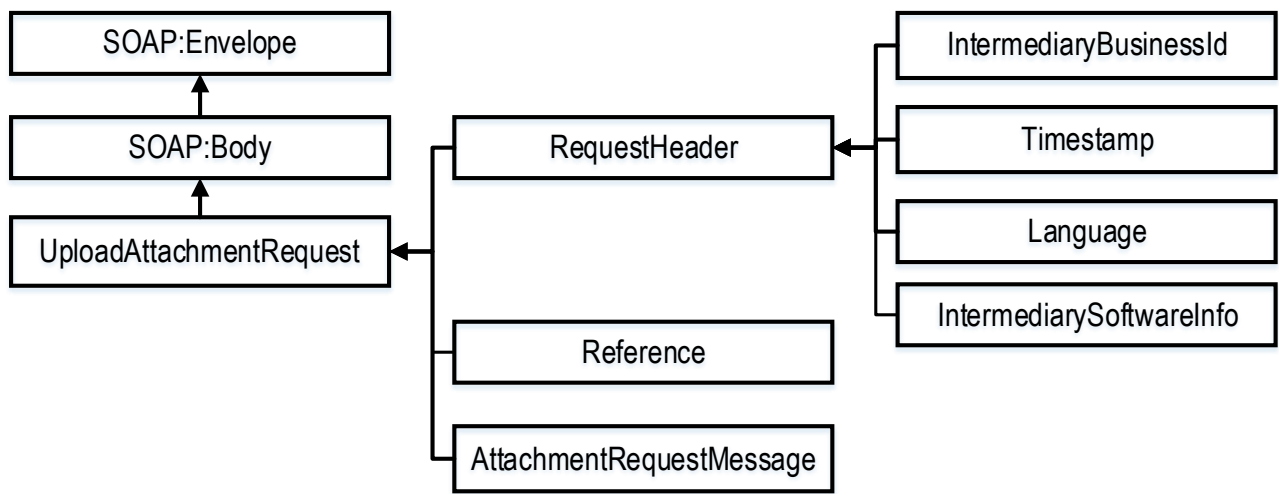 SOAP:Envelope
SOAP:Body
UploadAttachmentRequest
RequestHeader
Reference
AttachmentRequestMessage
IntermediaryBusinessId
Timestamp
Language
IntermediarySoftwareInfo